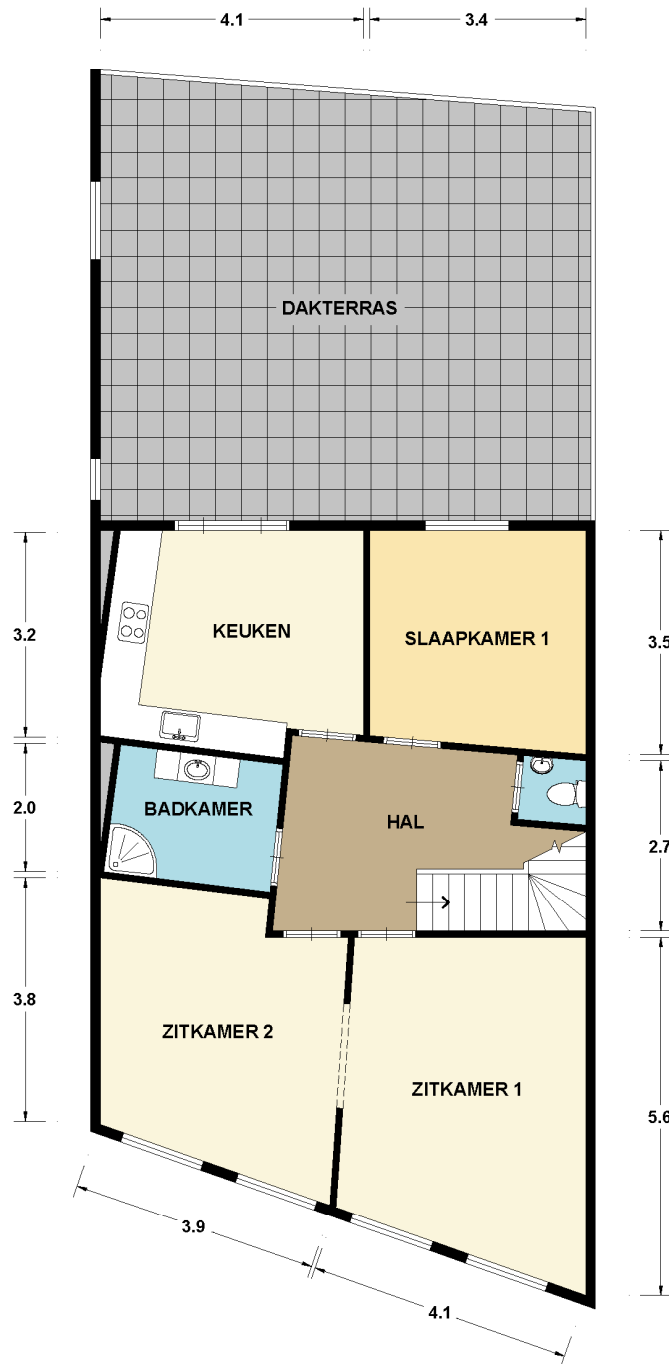 4.1
3.4
DAKTERRAS
3.2
KEUKEN
SLAAPKAMER 1
3.5
2.0
BADKAMER
HAL
2.7
3.8
ZITKAMER 2
ZITKAMER 1
5.6
3.9
4.1